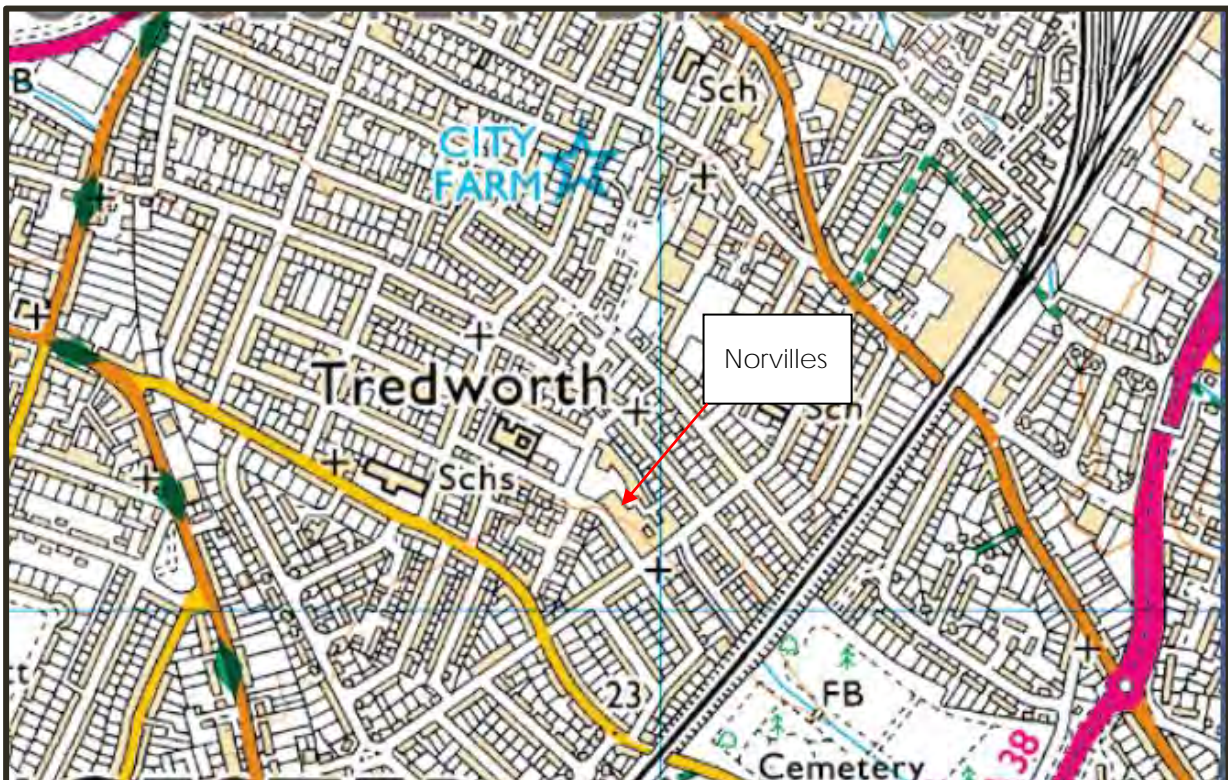 B
Sch
CITY
FARM
Norvilles
Tredworth
Sch
Schs
23
FB
38
Cemetery